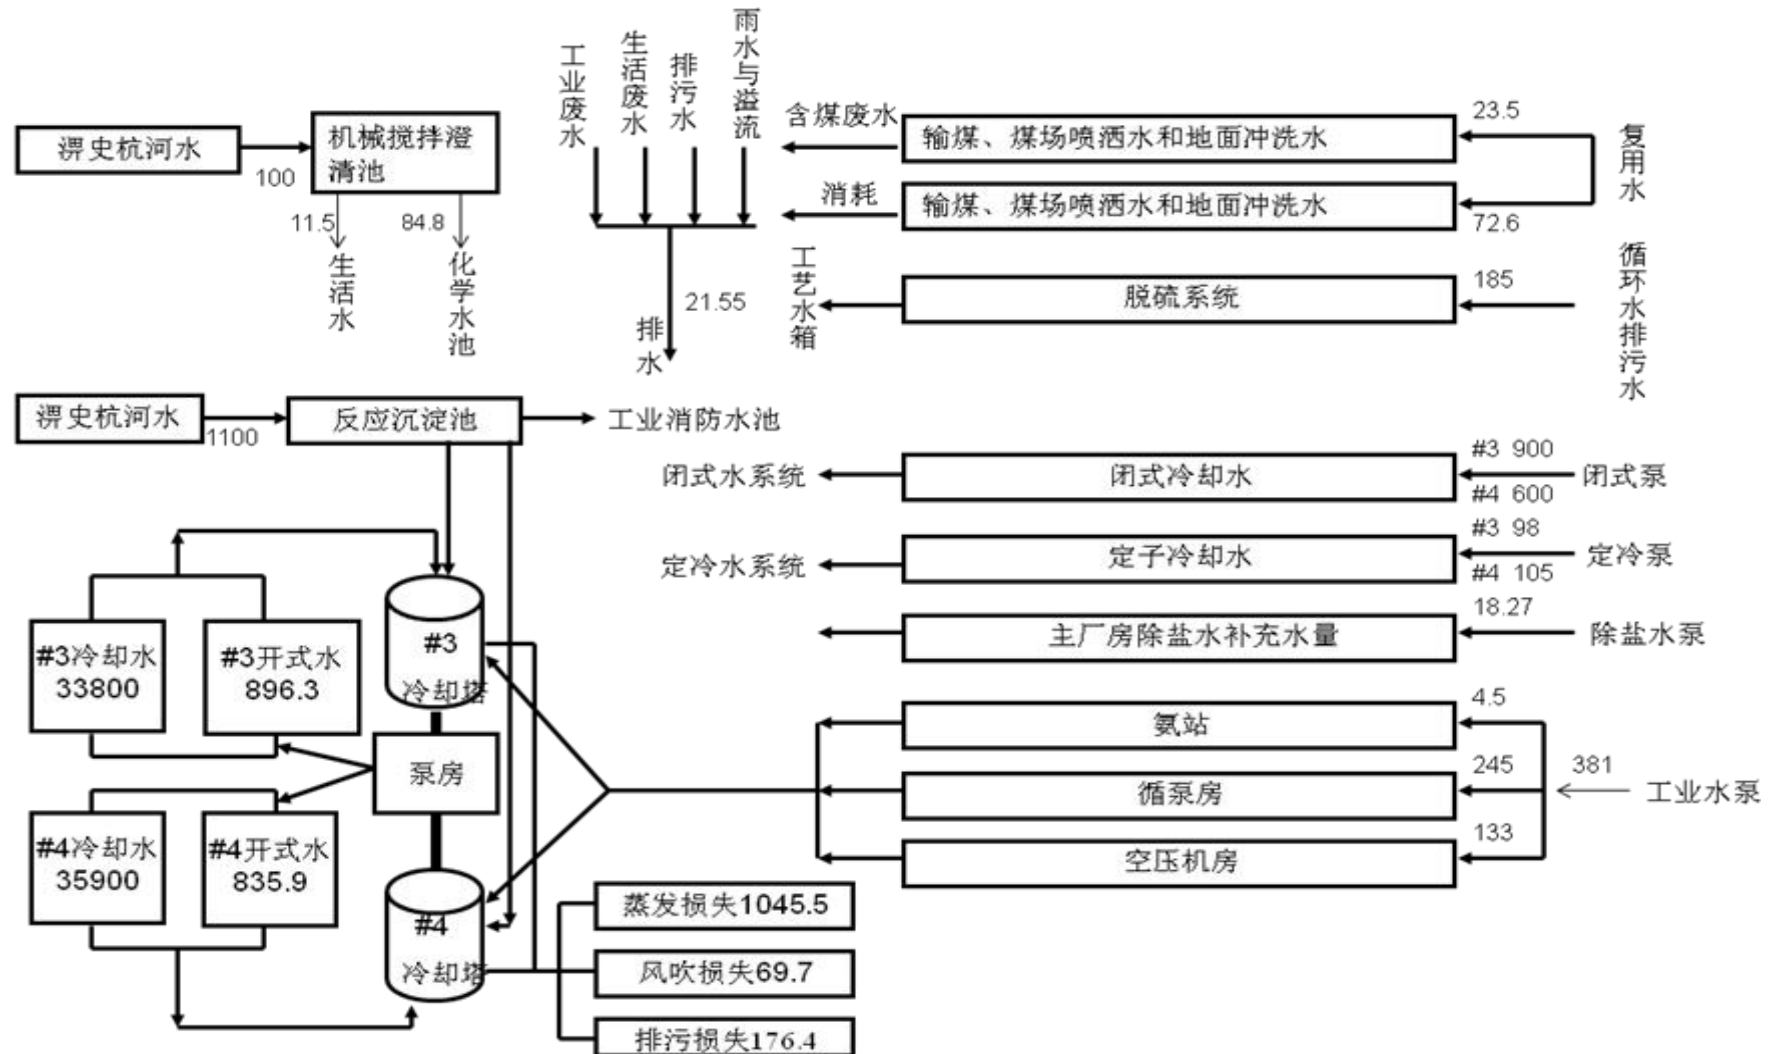 工业废水
生活废水
排污水
雨水与溢流
淠史杭河水
100
机械搅拌澄
清池
11.5
84.8
生活水
化学水池
21.55
排水
含煤废水
输煤、煤场喷洒水和地面冲洗水
23.5
复用水
消耗
输煤、煤场喷洒水和地面冲洗水
72.6
工艺水箱
脱硫系统
185
循环水排污水
淠史杭河水
1100
反应沉淀池
工业消防水池
闭式水系统
闭式冷却水
#3 900
#4 600
闭式泵
定冷水系统
定子冷却水
#3 98
#4 105
定冷泵
主厂房除盐水补充水量
18.27
除盐水泵
#3冷却水
33800
#3开式水
896.3
#3
冷却塔
泵房
#4冷却水
35900
#4开式水
835.9
#4
冷却塔
氨站
4.5
循泵房
245
381
工业水泵
空压机房
133
蒸发损失1045.5
风吹损失69.7
排污损失176.4